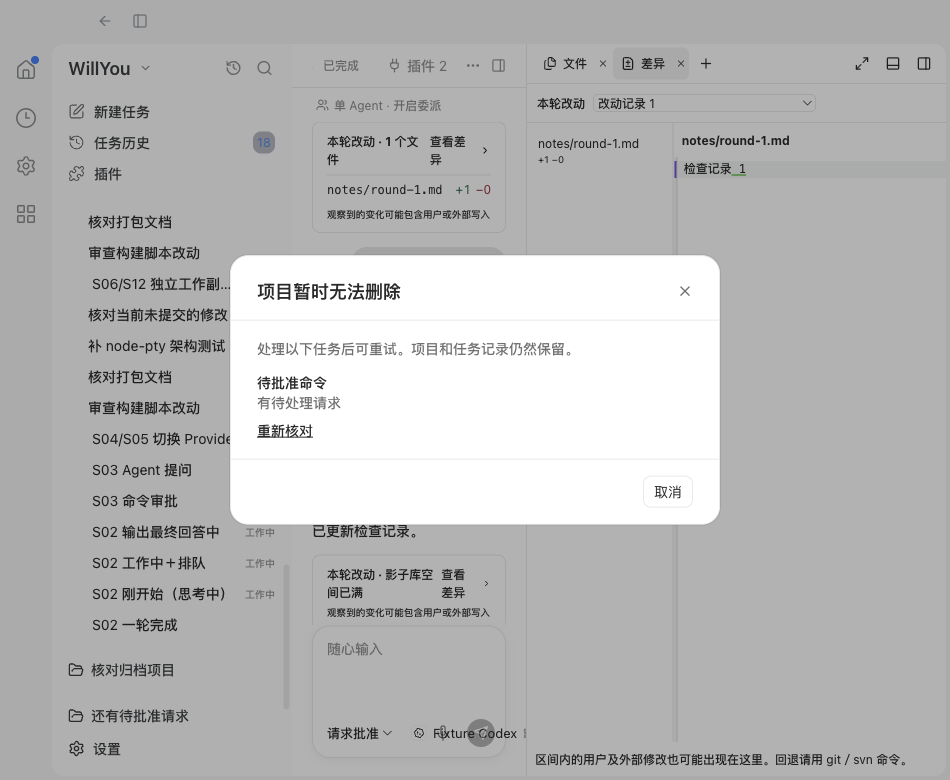 WillYou
新建任务
任务历史
18
插件
核对打包文档
审查构建脚本改动
S06/S12 独立工作副...
核对当前未提交的修改
补 node-pty 架构测试
核对打包文档
审查构建脚本改动
S04/S05 切换 Provide
S03 Agent 提问
S03 命令审批
S02 输出最终回答中 工作中
S02 工作中+排队 工作中
S02 刚开始（思考中） 工作中
S02 一轮完成
核对归档项目
还有待批准请求
设置
已完成 插件 2
单 Agent · 开启委派
本轮改动 · 1 个文件
查看差异
notes/round-1.md +1 −0
观察到的变化可能包含用户或外部写入
已更新检查记录。
本轮改动 · 影子库空间已满
查看差异
观察到的变化可能包含用户或外部写入
随心输入
请求批准 Fixture Codex
文件 差异
本轮改动 改动记录 1
notes/round-1.md
+1 −0
notes/round-1.md
检查记录 1
区间内的用户及外部修改也可能出现在这里。回退请用 git / svn 命令。
项目暂时无法删除
处理以下任务后可重试。项目和任务记录仍然保留。
待批准命令
有待处理请求
重新核对
取消